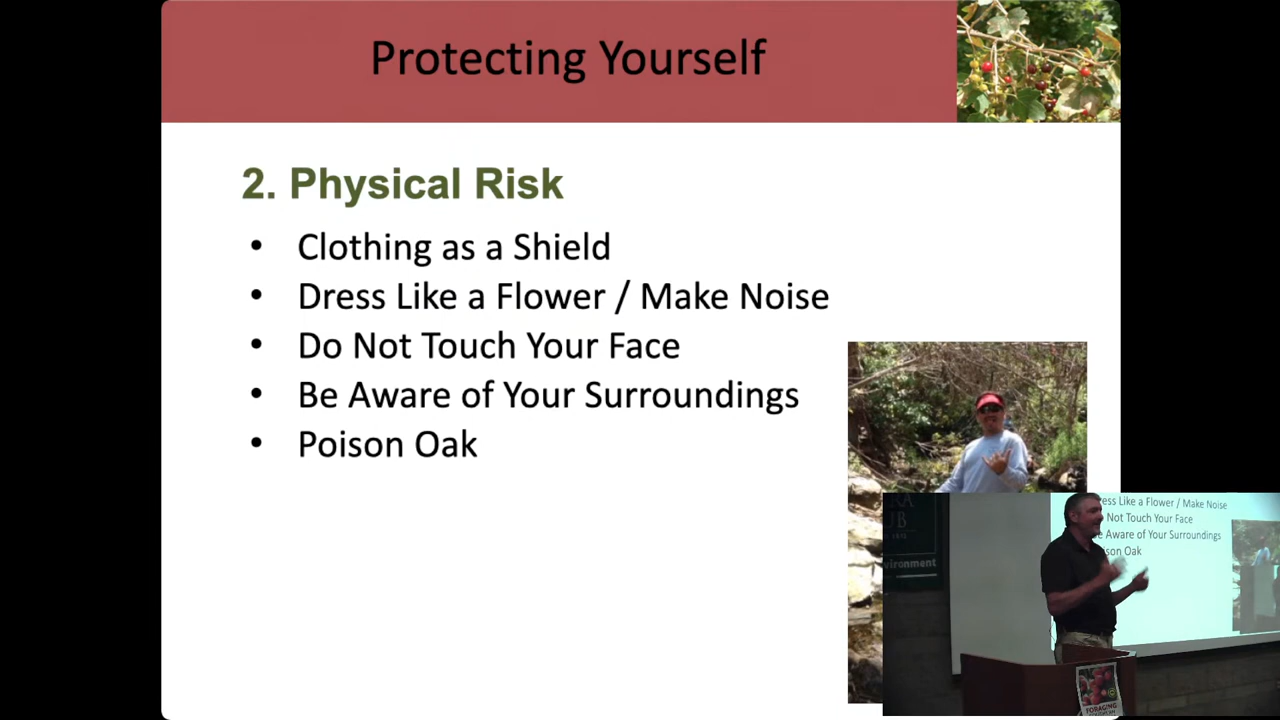 Protecting Yourself
2. Physical Risk
• Clothing as a Shield
• Dress Like a Flower / Make Noise
• Do Not Touch Your Face
• Be Aware of Your Surroundings
• Poison Oak
ress Like a Flower / Make Noise
Not Touch Your Face
e Aware of Your Surroundings
son Oak
FORAGING